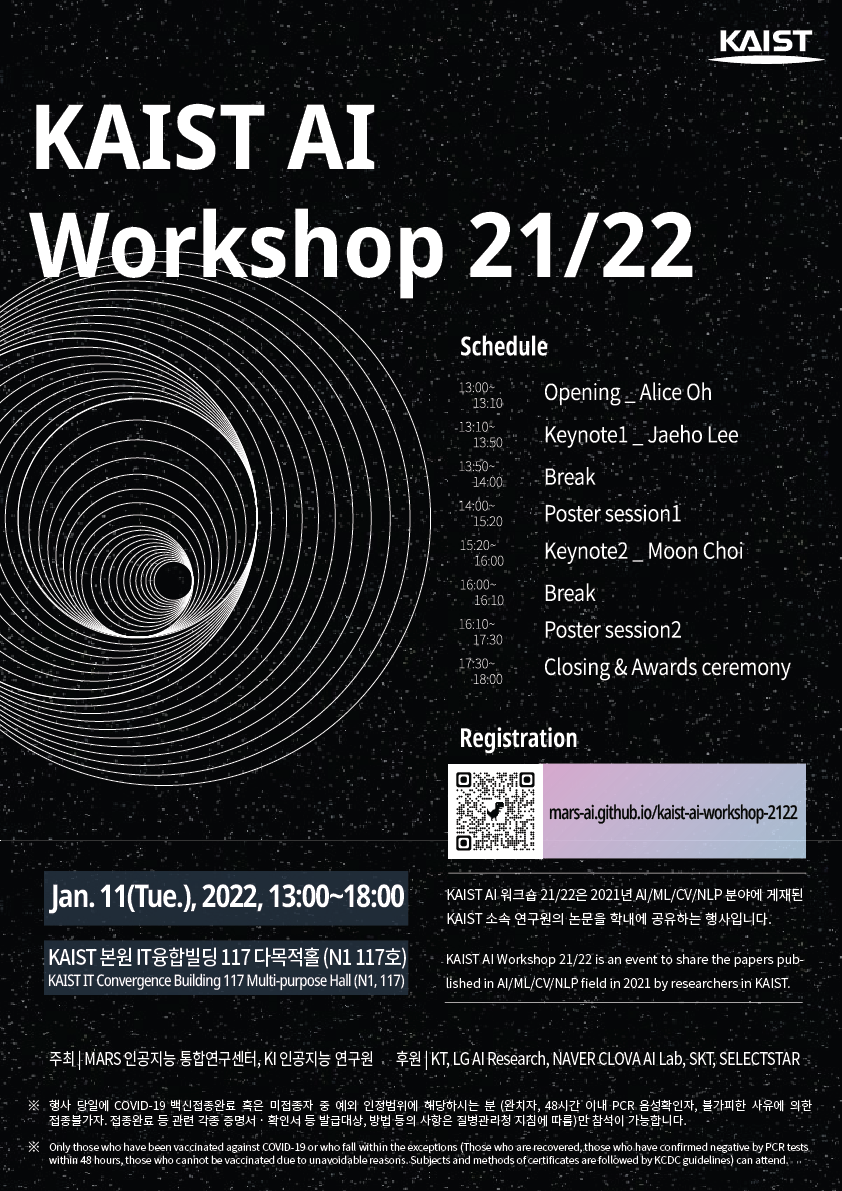 KAIST
KAIST AI
Workshop 21/22
Schedule
13:00~
13:10
Opening _ Alice Oh
13:10~
13:50
Keynote1 _ Jaeho Lee
13:50~
14:00
Break
14:00~
15:20
Poster session1
15:20~
16:00
Keynote2 _ Moon Choi
16:00~
16:10
Break
16:10~
17:30
Poster session2
17:30~
18:00
Closing & Awards ceremony
Registration
mars-ai.github.io/kaist-ai-workshop-2122
Jan. 11(Tue.), 2022, 13:00~18:00
KAIST 본원 IT융합빌딩 117 다목적홀 (N1 117호)
KAIST IT Convergence Building 117 Multi-purpose Hall (N1, 117)
KAIST AI 워크숍 21/22은 2021년 AI/ML/CV/NLP 분야에 게재된
KAIST 소속 연구원의 논문을 학내에 공유하는 행사입니다.
KAIST AI Workshop 21/22 is an event to share the papers pub-
lished in AI/ML/CV/NLP field in 2021 by researchers in KAIST.
주최 | MARS 인공지능 통합연구센터, KI 인공지능 연구원 . 후원 | KT, LG AI Research, NAVER CLOVA AI Lab, SKT, SELECTSTAR
※ 행사 당일에 COVID-19 백신접종완료 혹은 미접종자 중 예외 인정범위에 해당하시는 분 (완치자, 48시간 이내 PCR 음성확인자, 불가피한 사유에 의한
접종불가자. 접종완료 등 관련 각종 증명서 · 확인서 등 발급대상, 방법 등의 사항은 질병관리청 지침에 따름)만 참석이 가능합니다.
※ Only those who have been vaccinated against COVID-19 or who fall within the exceptions (Those who are recovered, those who have confirmed negative by PCR tests
within 48 hours, those who cannot be vaccinated due to unavoidable reasons. Subjects and methods of certificates are followed by KCDC guidelines) can attend.